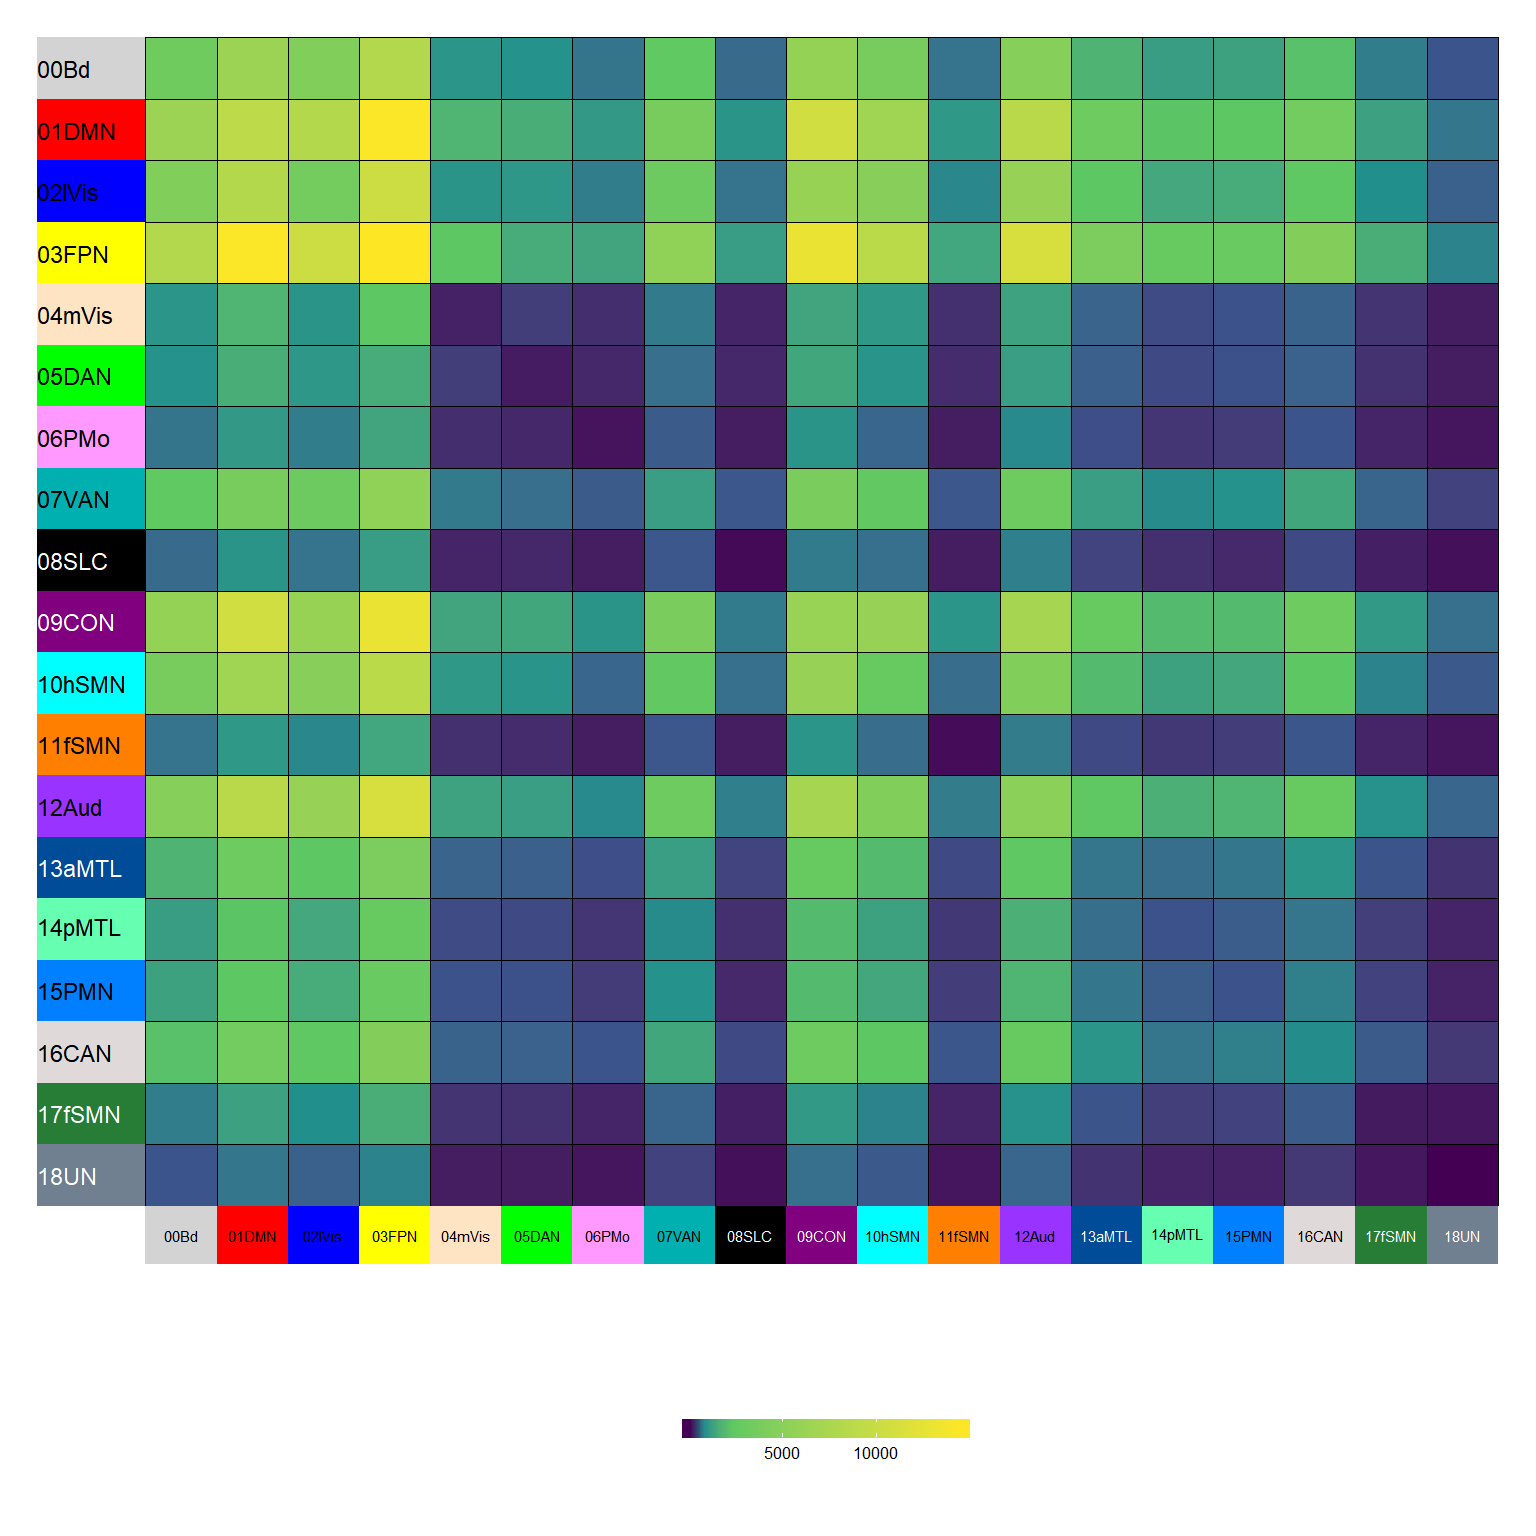 00Bd
01DMN
02lVis
03FPN
04mVis
05DAN
06PMo
07VAN
08SLC
09CON
10hSMN
11fSMN
12Aud
13aMTL
14pMTL
15PMN
16CAN
17fSMN
18UN
00Bd 01DMN 02lVis 03FPN 04mVis 05DAN 06PMo 07VAN 08SLC 09CON 10hSMN 11fSMN 12Aud 13aMTL 14pMTL 15PMN 16CAN 17fSMN 18UN
5000 10000